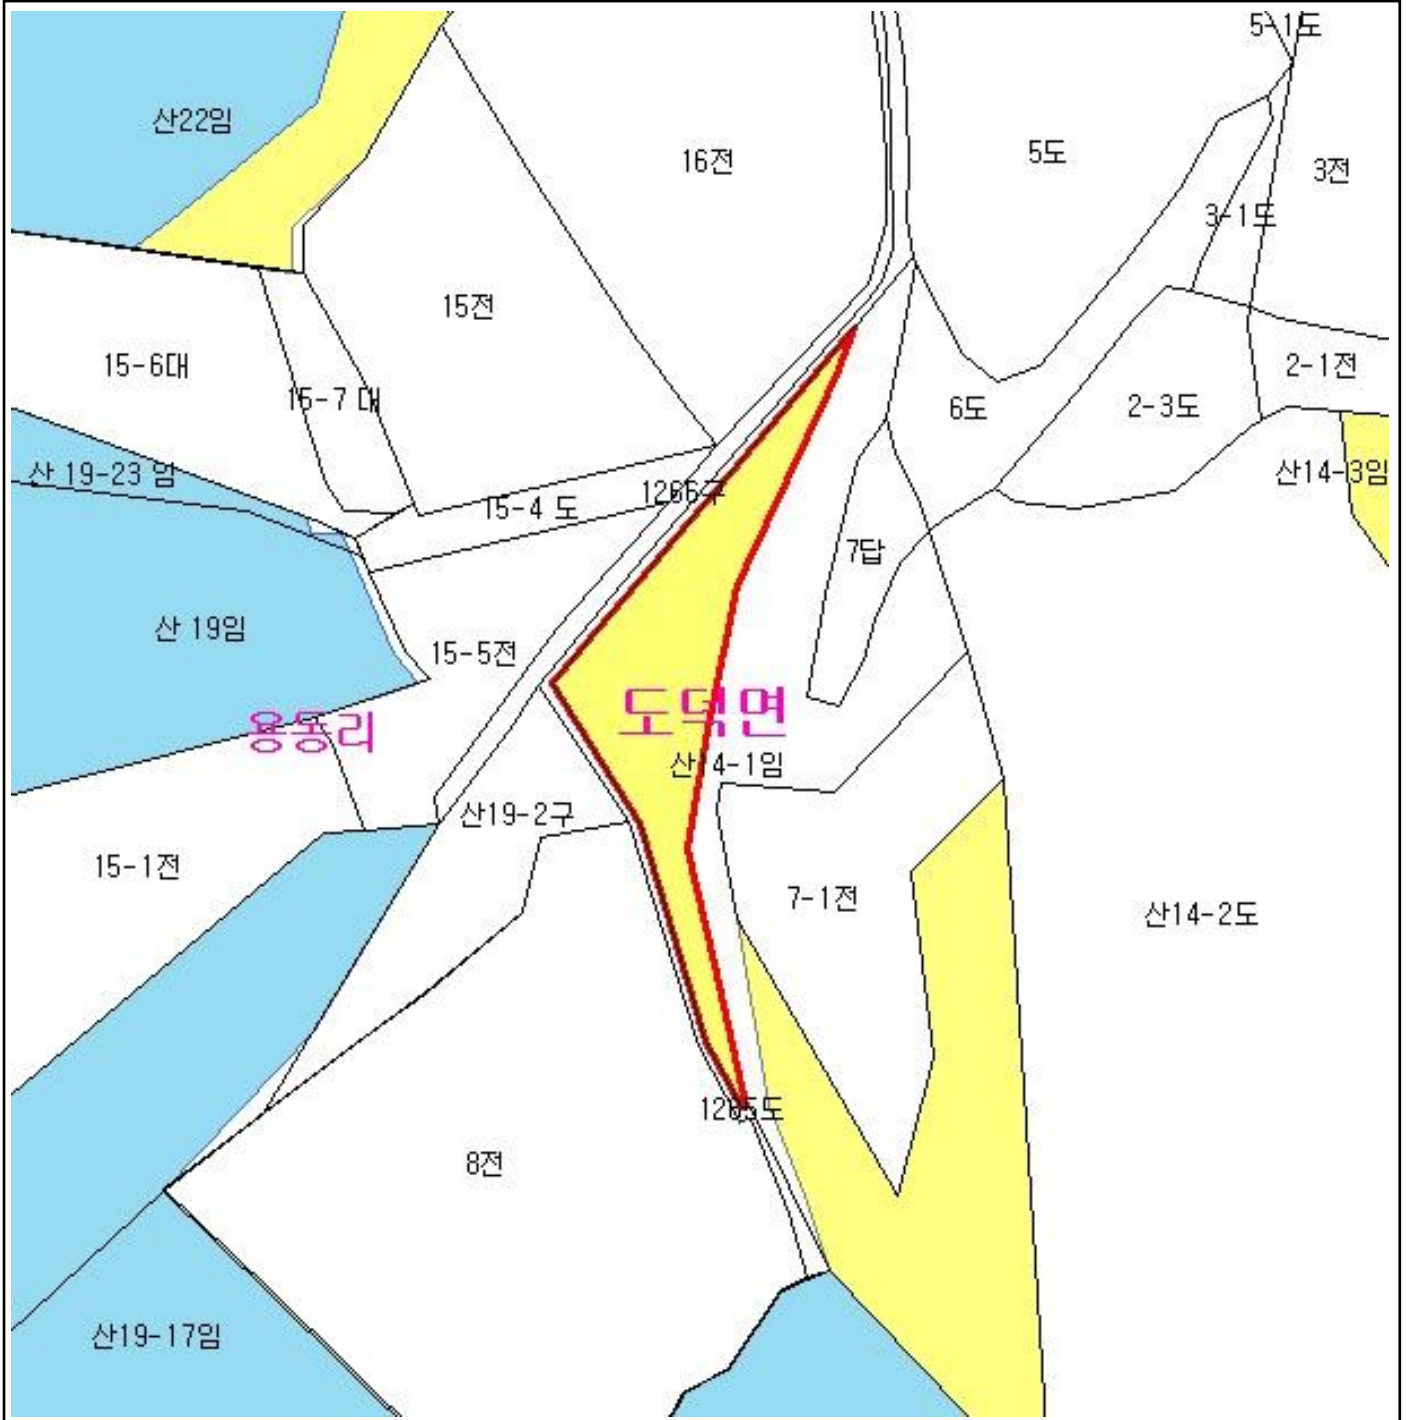 5-1도
산22임
16전
5도
3전
3-1도
15전
15-6대
2-1전
15-7 대
6도
2-3도
산 19-23 임
산14-3임
1266구
15-4 도
7답
산 19임
15-5전
도덕면
용동리
산14-1임
산19-2구
15-1전
7-1전
산14-2도
1265도
8전
산19-17임